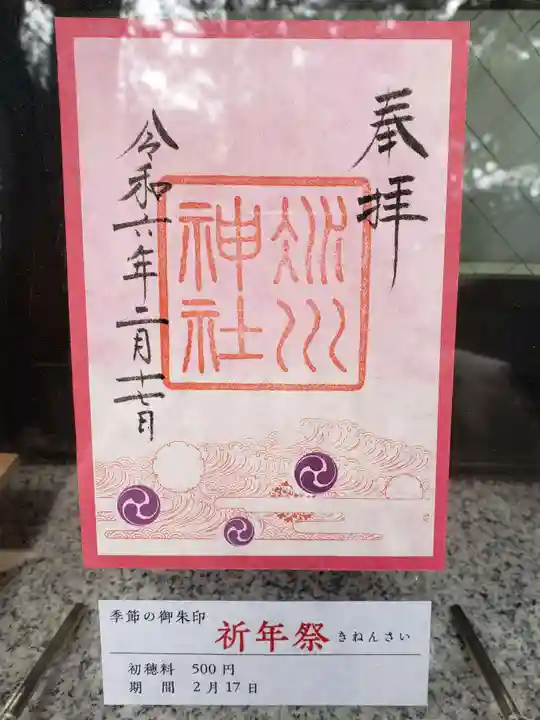 奉拝
川
神社
令和六年二月十七日
季節の御朱印
祈年祭 きねんさい
初穂料 500円
期間 2月17日